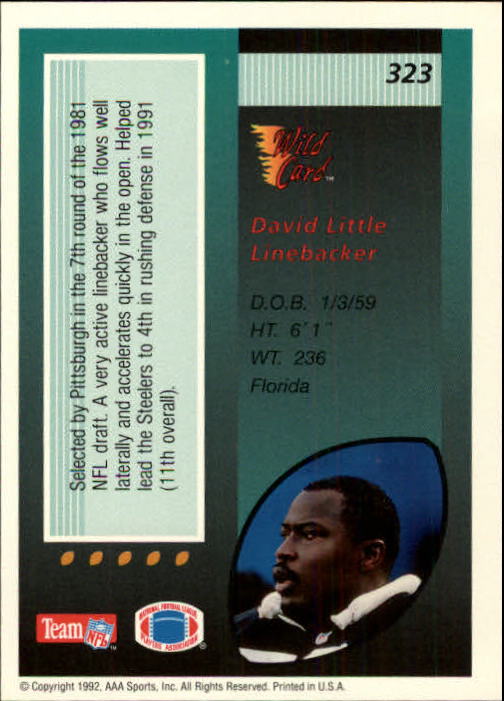 323
Wild
Card™
David Little
Linebacker
D.O.B. 1/3/59
HT. 6'1"
WT. 236
Florida
Selected by Pittsburgh in the 7th round of the 1981
NFL draft. A very active linebacker who flows well
laterally and accelerates quickly in the open. Helped
lead the Steelers to 4th in rushing defense in 1991
(11th overall).
Team NFL™
NATIONAL FOOTBALL LEAGUE
PLAYERS ASSOCIATION®
© Copyright 1992, AAA Sports, Inc. All Rights Reserved. Printed in U.S.A.